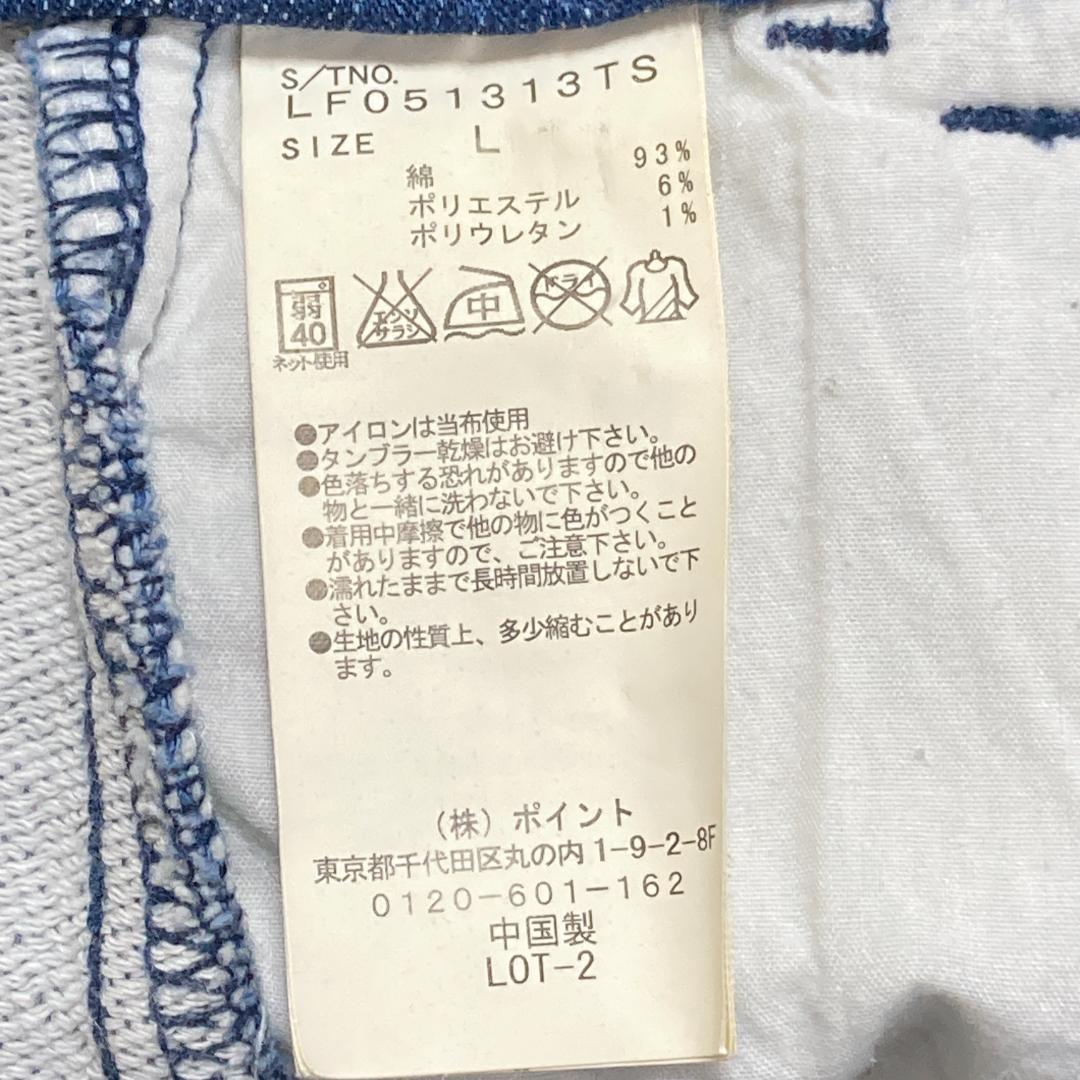 S/TNO.
LF051313TS
SIZE L
綿 93%
ポリエステル 6%
ポリウレタン 1%
弱
40
ネット使用
エンソ
サラシ
中
ドライ
●アイロンは当布使用
●タンブラー乾燥はお避け下さい。
●色落ちする恐れがありますので他の
物と一緒に洗わないで下さい。
●着用中摩擦で他の物に色がつくこと
がありますので、ご注意下さい。
●濡れたままで長時間放置しないで下
さい。
●生地の性質上、多少縮むことがあり
ます。
(株)ポイント
東京都千代田区丸の内1-9-2-8F
0120-601-162
中国製
LOT-2